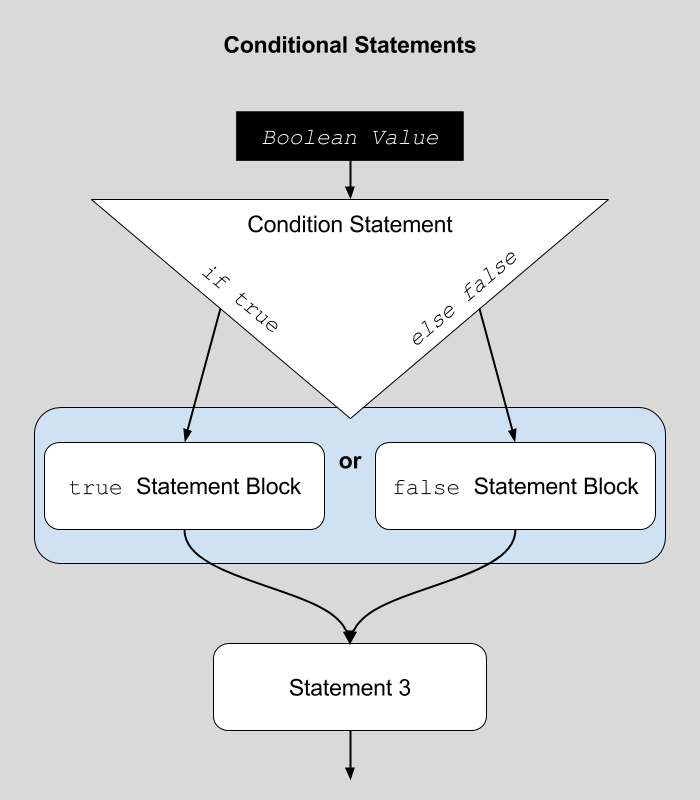 Conditional Statements
Boolean Value
Condition Statement
if true
else false
or
true Statement Block
false Statement Block
Statement 3